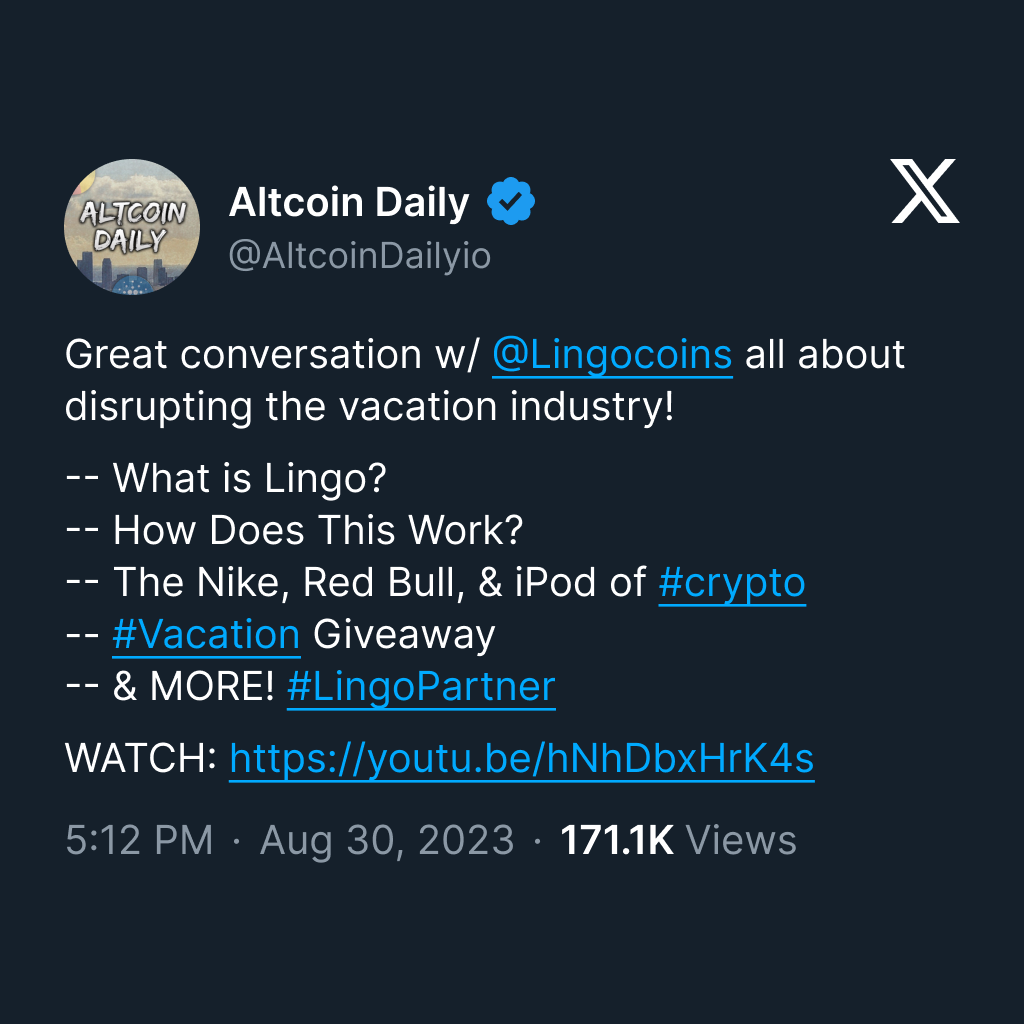 ALTCOIN
DAILY
Altcoin Daily
@AltcoinDailyio
Great conversation w/ @Lingocoins all about
disrupting the vacation industry!
-- What is Lingo?
-- How Does This Work?
-- The Nike, Red Bull, & iPod of #crypto
-- #Vacation Giveaway
-- & MORE! #LingoPartner
WATCH: https://youtu.be/hNhDbxHrK4s
5:12 PM · Aug 30, 2023 · 171.1K Views